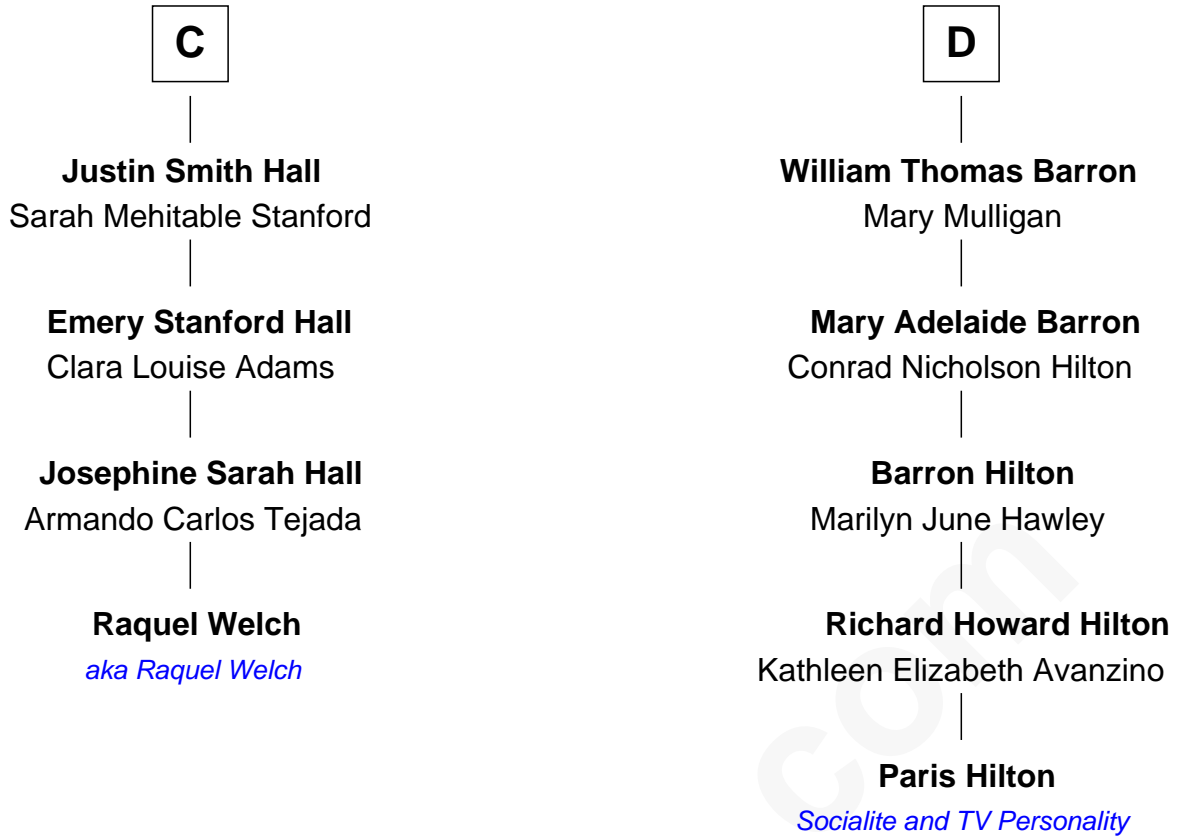 C
Justin Smith Hall
Sarah Mehitable Stanford
Emery Stanford Hall
Clara Louise Adams
Josephine Sarah Hall
Armando Carlos Tejada
Raquel Welch
aka Raquel Welch
D
William Thomas Barron
Mary Mulligan
Mary Adelaide Barron
Conrad Nicholson Hilton
Barron Hilton
Marilyn June Hawley
Richard Howard Hilton
Kathleen Elizabeth Avanzino
Paris Hilton
Socialite and TV Personality
com